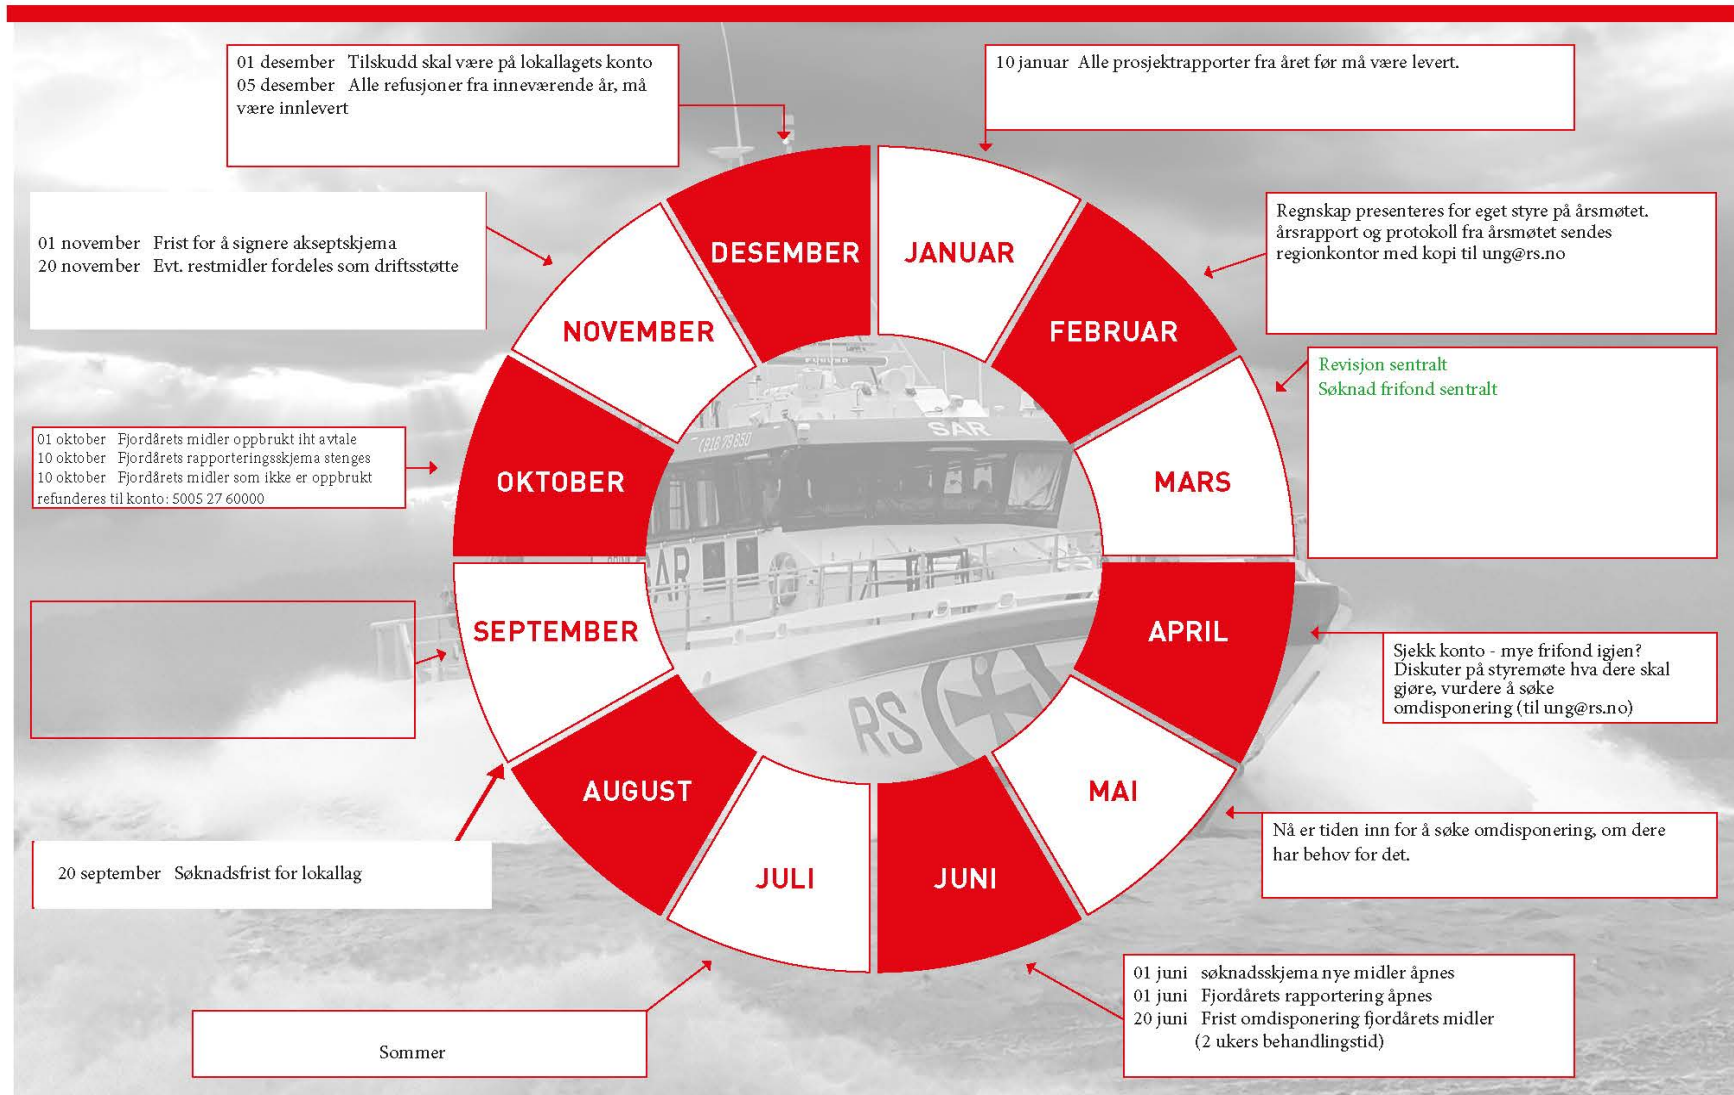 01 desember Tilskudd skal være på lokallagets konto
05 desember Alle refusjoner fra inneværende år, må
være innlevert
10 januar Alle prosjektrapporter fra året før må være levert.
Regnskap presenteres for eget styre på årsmøtet.
årsrapport og protokoll fra årsmøtet sendes
regionkontor med kopi til ung@rs.no
01 november Frist for å signere akseptskjema
20 november Evt. restmidler fordeles som driftsstøtte
Revisjon sentralt
Søknad frifond sentralt
01 oktober Fjordårets midler oppbrukt iht avtale
10 oktober Fjordårets rapporteringsskjema stenges
10 oktober Fjordårets midler som ikke er oppbrukt
refunderes til konto: 5005 27 60000
Sjekk konto - mye frifond igjen?
Diskuter på styremøte hva dere skal
gjøre, vurdere å søke
omdisponering (til ung@rs.no)
20 september Søknadsfrist for lokallag
Nå er tiden inn for å søke omdisponering, om dere
har behov for det.
Sommer
01 juni søknadsskjema nye midler åpnes
01 juni Fjordårets rapportering åpnes
20 juni Frist omdisponering fjordårets midler
(2 ukers behandlingstid)
JANUAR
FEBRUAR
MARS
APRIL
MAI
JUNI
JULI
AUGUST
SEPTEMBER
OKTOBER
NOVEMBER
DESEMBER
FURUNO
SAR
SAR
RS